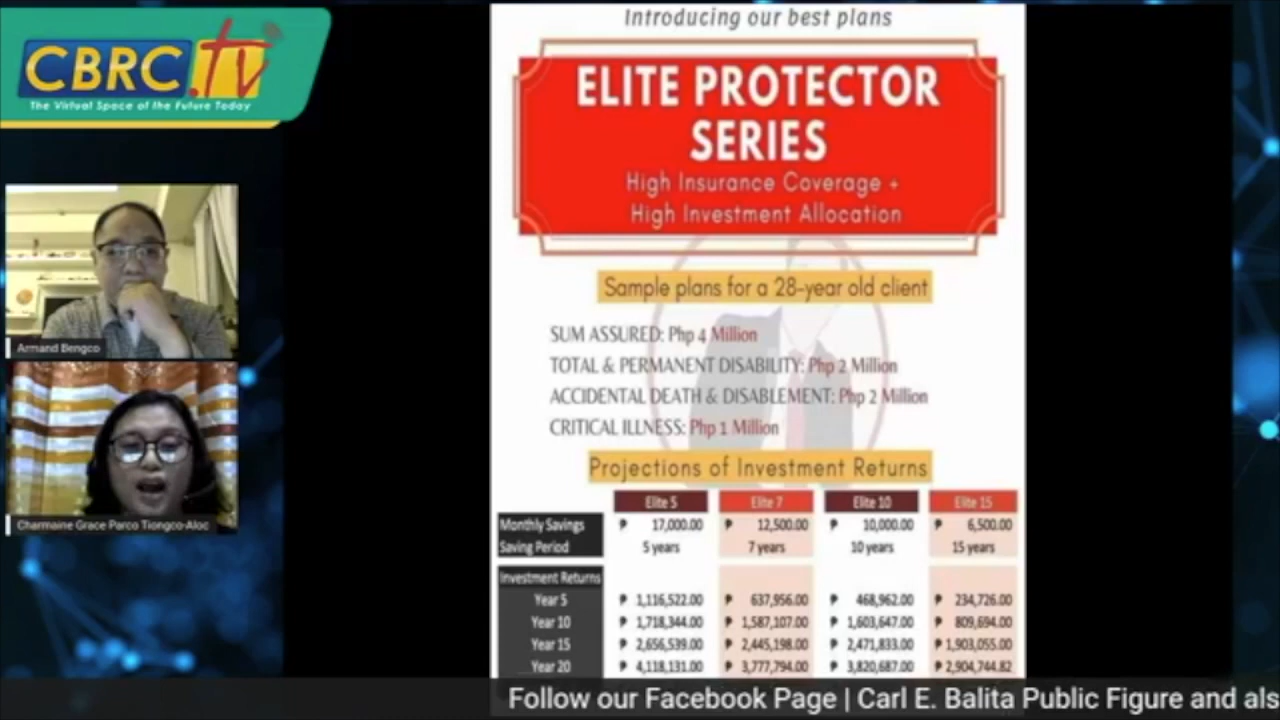 CBRC.tv
The Virtual Space of the Future Today
Armand Bengco
Charmaine Grace Parco Tiongco-Aloc
Introducing our best plans
ELITE PROTECTOR
SERIES
High Insurance Coverage +
High Investment Allocation
Sample plans for a 28-year old client
SUM ASSURED: Php 4 Million
TOTAL & PERMANENT DISABILITY: Php 2 Million
ACCIDENTAL DEATH & DISABLEMENT: Php 2 Million
CRITICAL ILLNESS: Php 1 Million
Projections of Investment Returns
Elite 5 Elite 7 Elite 10 Elite 15
Monthly Savings ₱ 17,000.00 ₱ 12,500.00 ₱ 10,000.00 ₱ 6,500.00
Saving Period 5 years 7 years 10 years 15 years
Investment Returns
Year 5 ₱ 1,116,522.00 ₱ 637,956.00 ₱ 468,962.00 ₱ 234,726.00
Year 10 ₱ 1,718,344.00 ₱ 1,587,107.00 ₱ 1,603,647.00 ₱ 809,694.00
Year 15 ₱ 2,656,539.00 ₱ 2,445,198.00 ₱ 2,471,833.00 ₱ 1,903,055.00
Year 20 ₱ 4,118,131.00 ₱ 3,777,794.00 ₱ 3,820,687.00 ₱ 2,904,744.82
Follow our Facebook Page | Carl E. Balita Public Figure and als